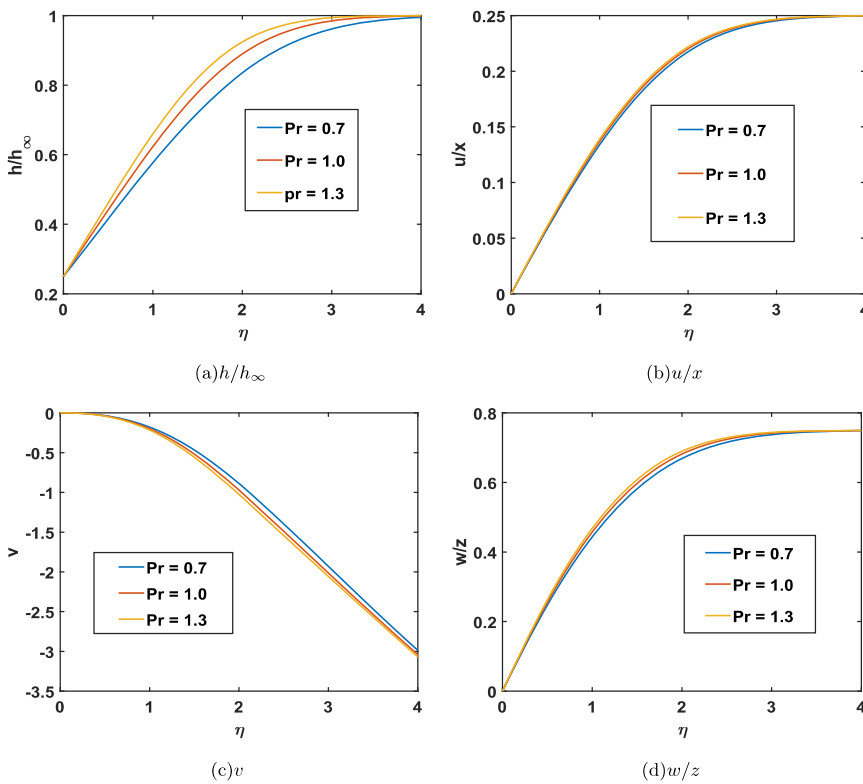 1
0.8
0.6
0.4
0.2
h/h∞
0 1 2 3 4
η
Pr = 0.7
Pr = 1.0
pr = 1.3
(a)h/h∞
0.25
0.2
0.15
0.1
0.05
0
u/x
0 1 2 3 4
η
Pr = 0.7
Pr = 1.0
Pr = 1.3
(b)u/x
0
-0.5
-1
-1.5
-2
-2.5
-3
-3.5
v
0 1 2 3 4
η
Pr = 0.7
Pr = 1.0
Pr = 1.3
(c)v
0.8
0.6
0.4
0.2
0
w/z
0 1 2 3 4
η
Pr = 0.7
Pr = 1.0
Pr = 1.3
(d)w/z